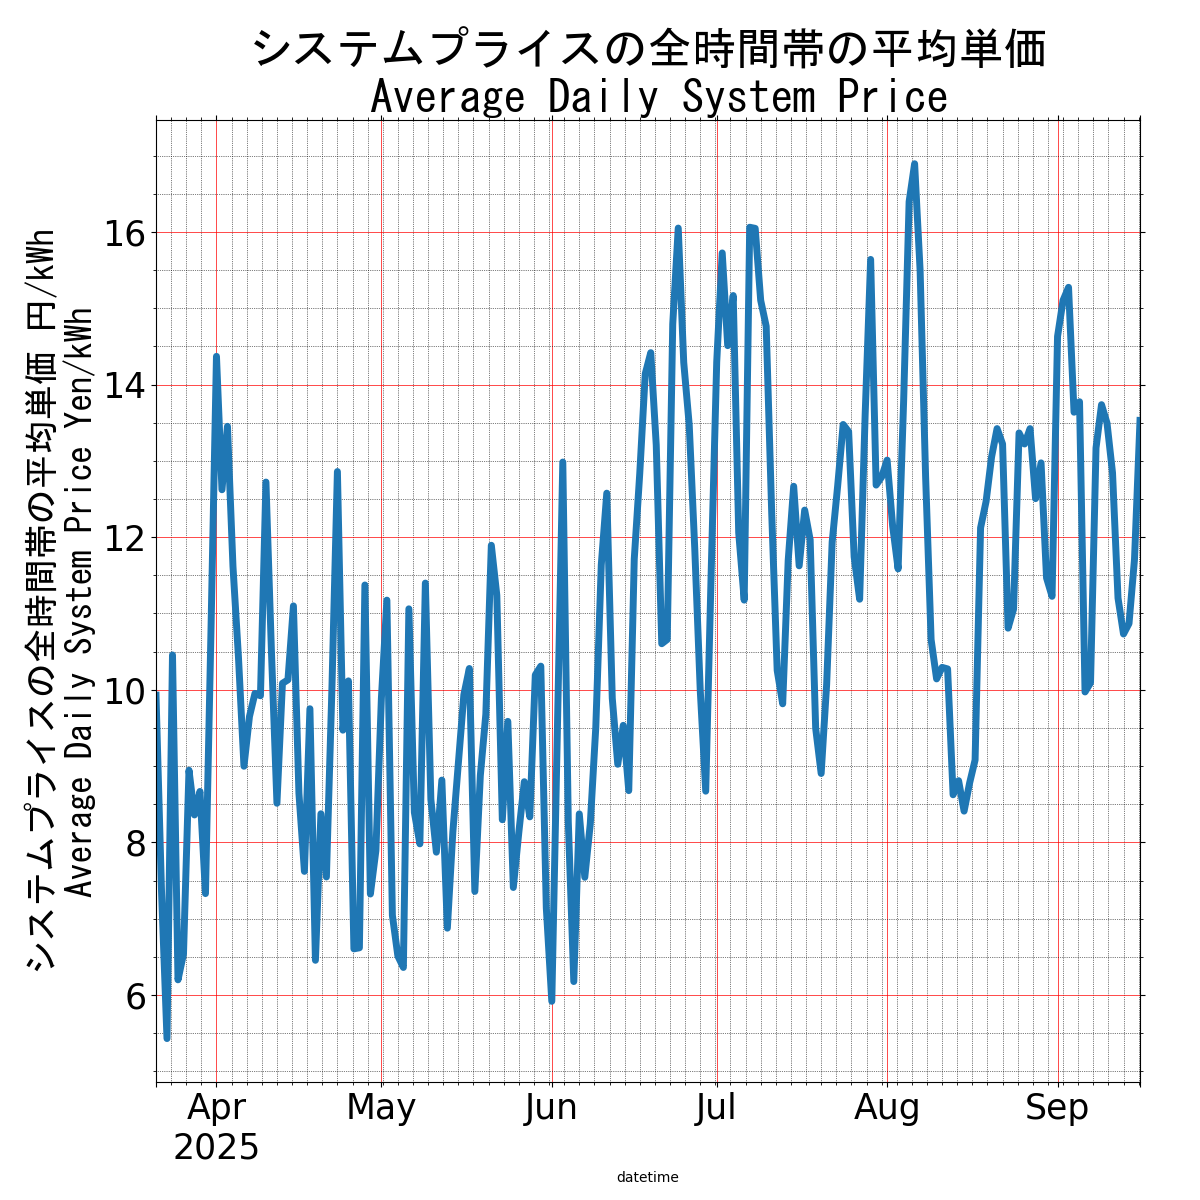 システムプライスの全時間帯の平均単価
Average Daily System Price
システムプライスの全時間帯の平均単価 円/kWh
Average Daily System Price Yen/kWh
16
14
12
10
8
6
Apr
May
Jun
Jul
Aug
Sep
2025
datetime